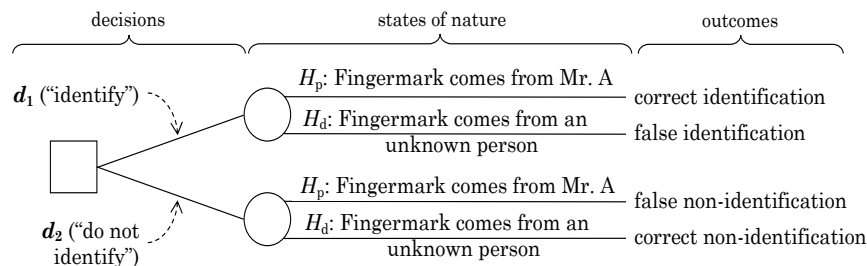 decisions
states of nature
outcomes
d1 ("identify")
Hp: Fingermark comes from Mr. A
correct identification
Hd: Fingermark comes from an
unknown person
false identification
Hp: Fingermark comes from Mr. A
false non-identification
d2 ("do not
identify")
Hd: Fingermark comes from an
unknown person
correct non-identification